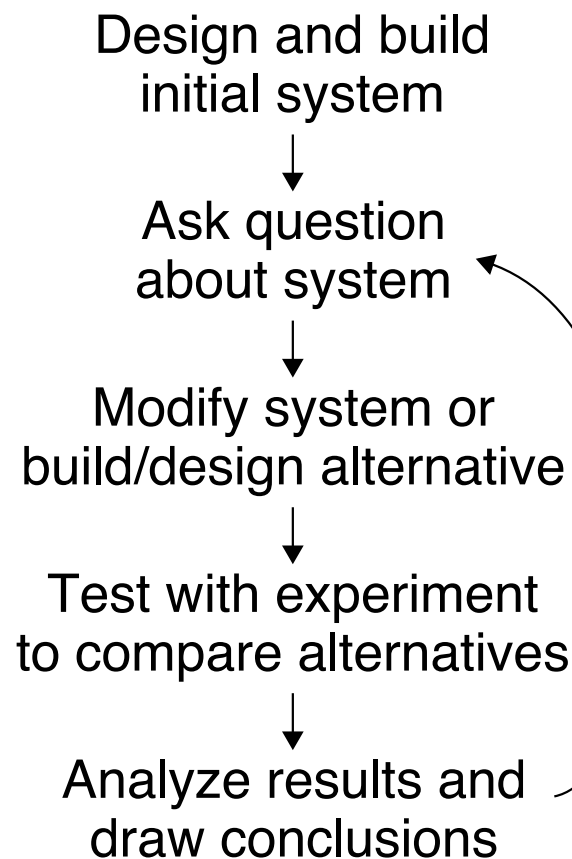 Design and build
initial system
Ask question
about system
Modify system or
build/design alternative
Test with experiment
to compare alternatives
Analyze results and
draw conclusions